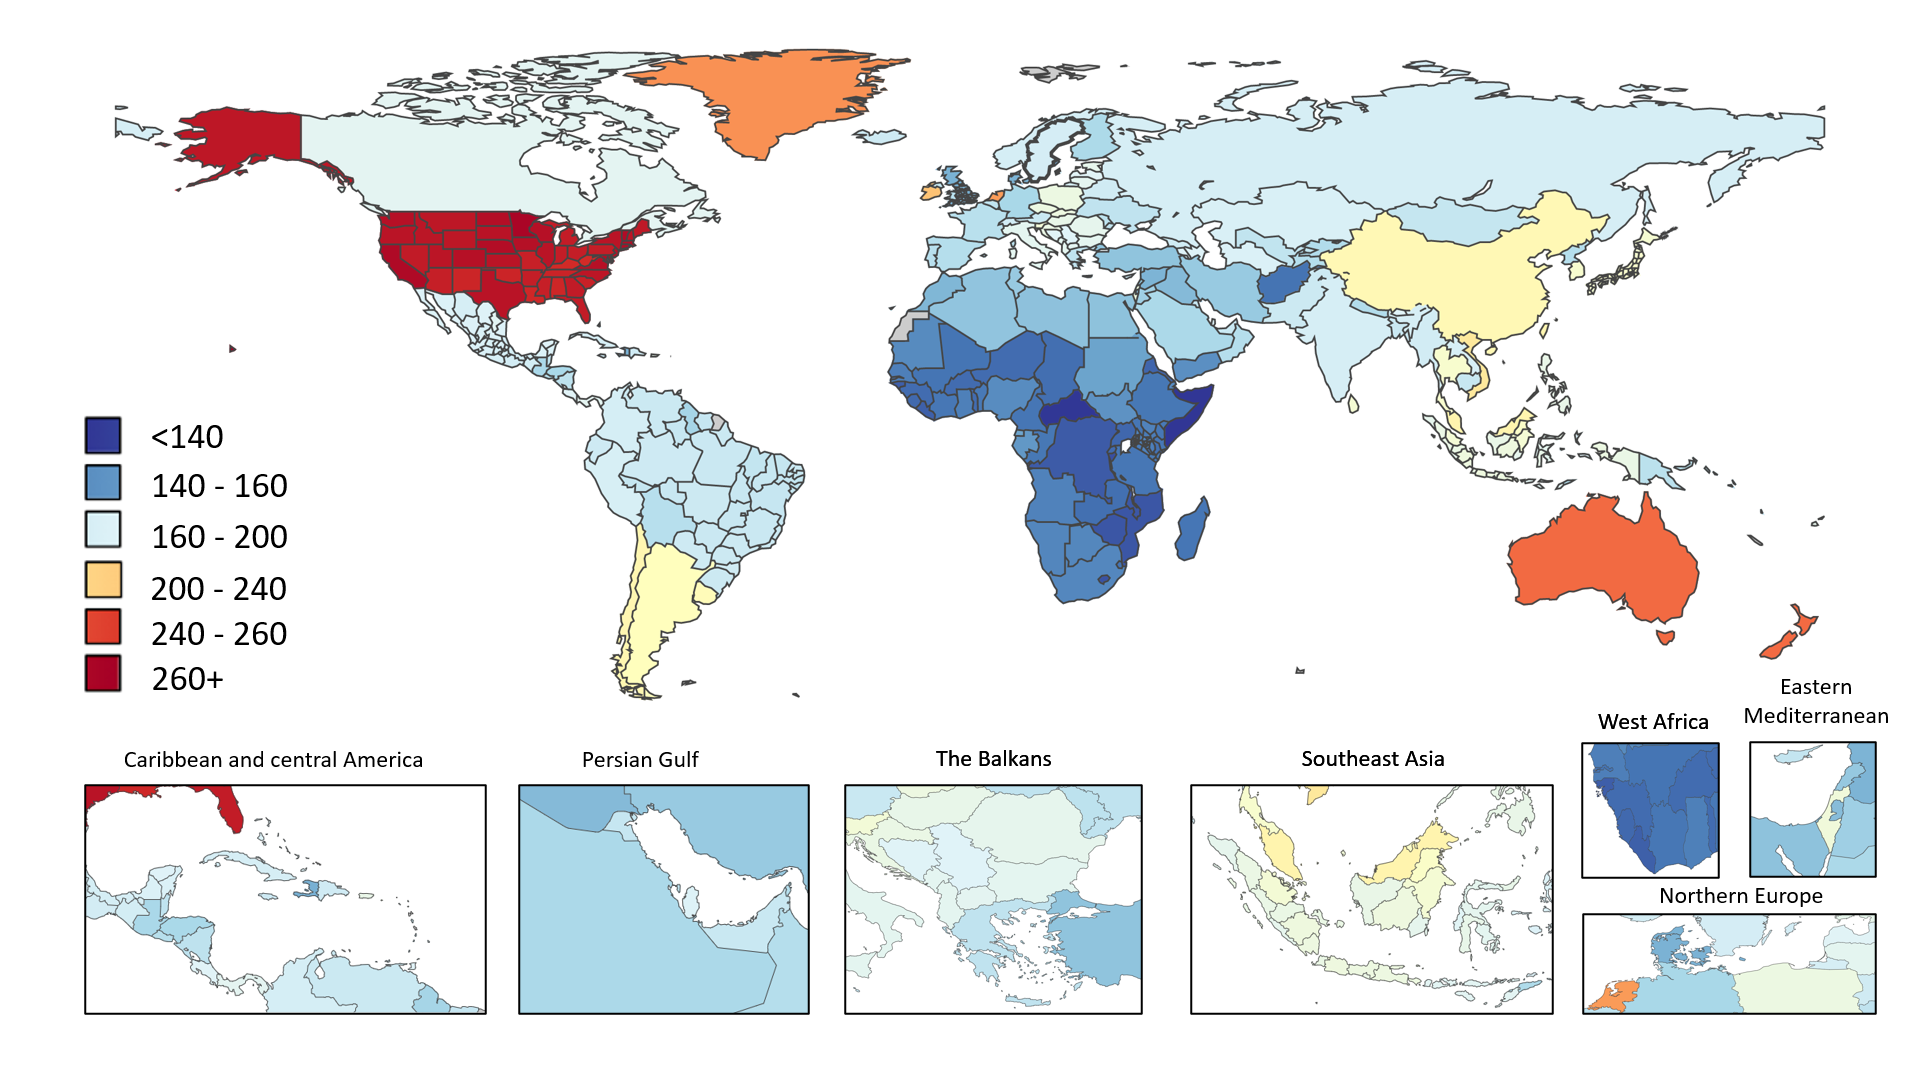 <140
140 - 160
160 - 200
200 - 240
240 - 260
260+
Caribbean and central America
Persian Gulf
The Balkans
Southeast Asia
West Africa
Eastern
Mediterranean
Northern Europe